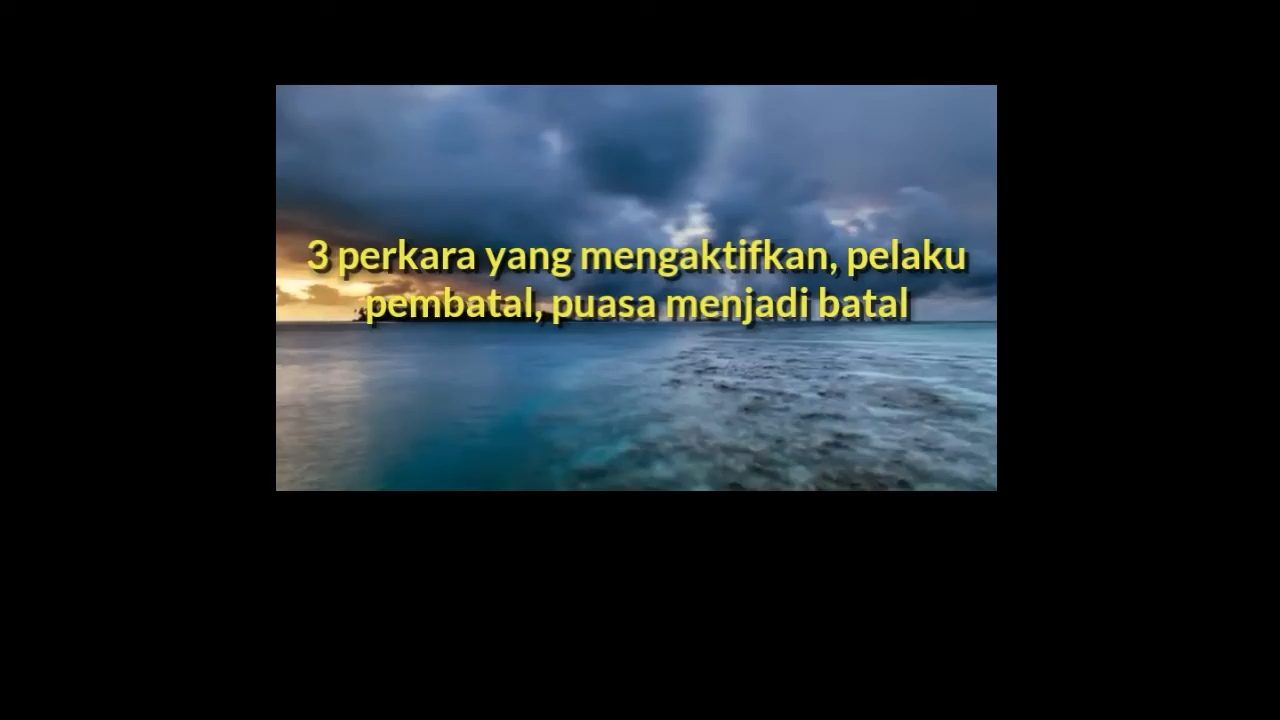 3 perkara yang mengaktifkan, pelaku
pembatal, puasa menjadi batal